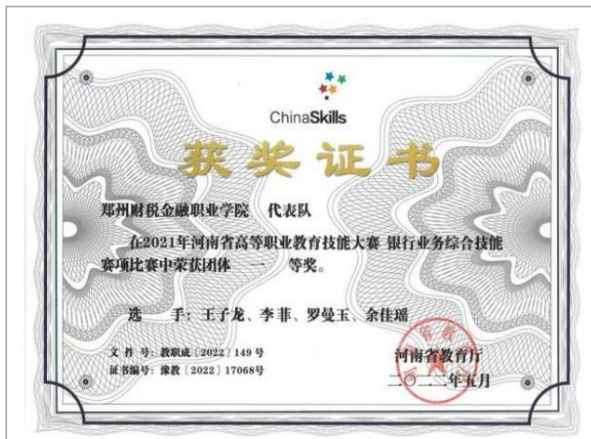 ChinaSkills
获奖证书
郑州财税金融职业学院 代表队
在2021年河南省高等职业教育技能大赛 银行业务综合技能
赛项比赛中荣获团体 一 等奖。
选 手：王子龙、李菲、罗曼玉、余佳瑶
文 件 号：教职成〔2022〕149号
证书编号：豫教〔2022〕17068号
河南省教育厅
二〇二二年五月